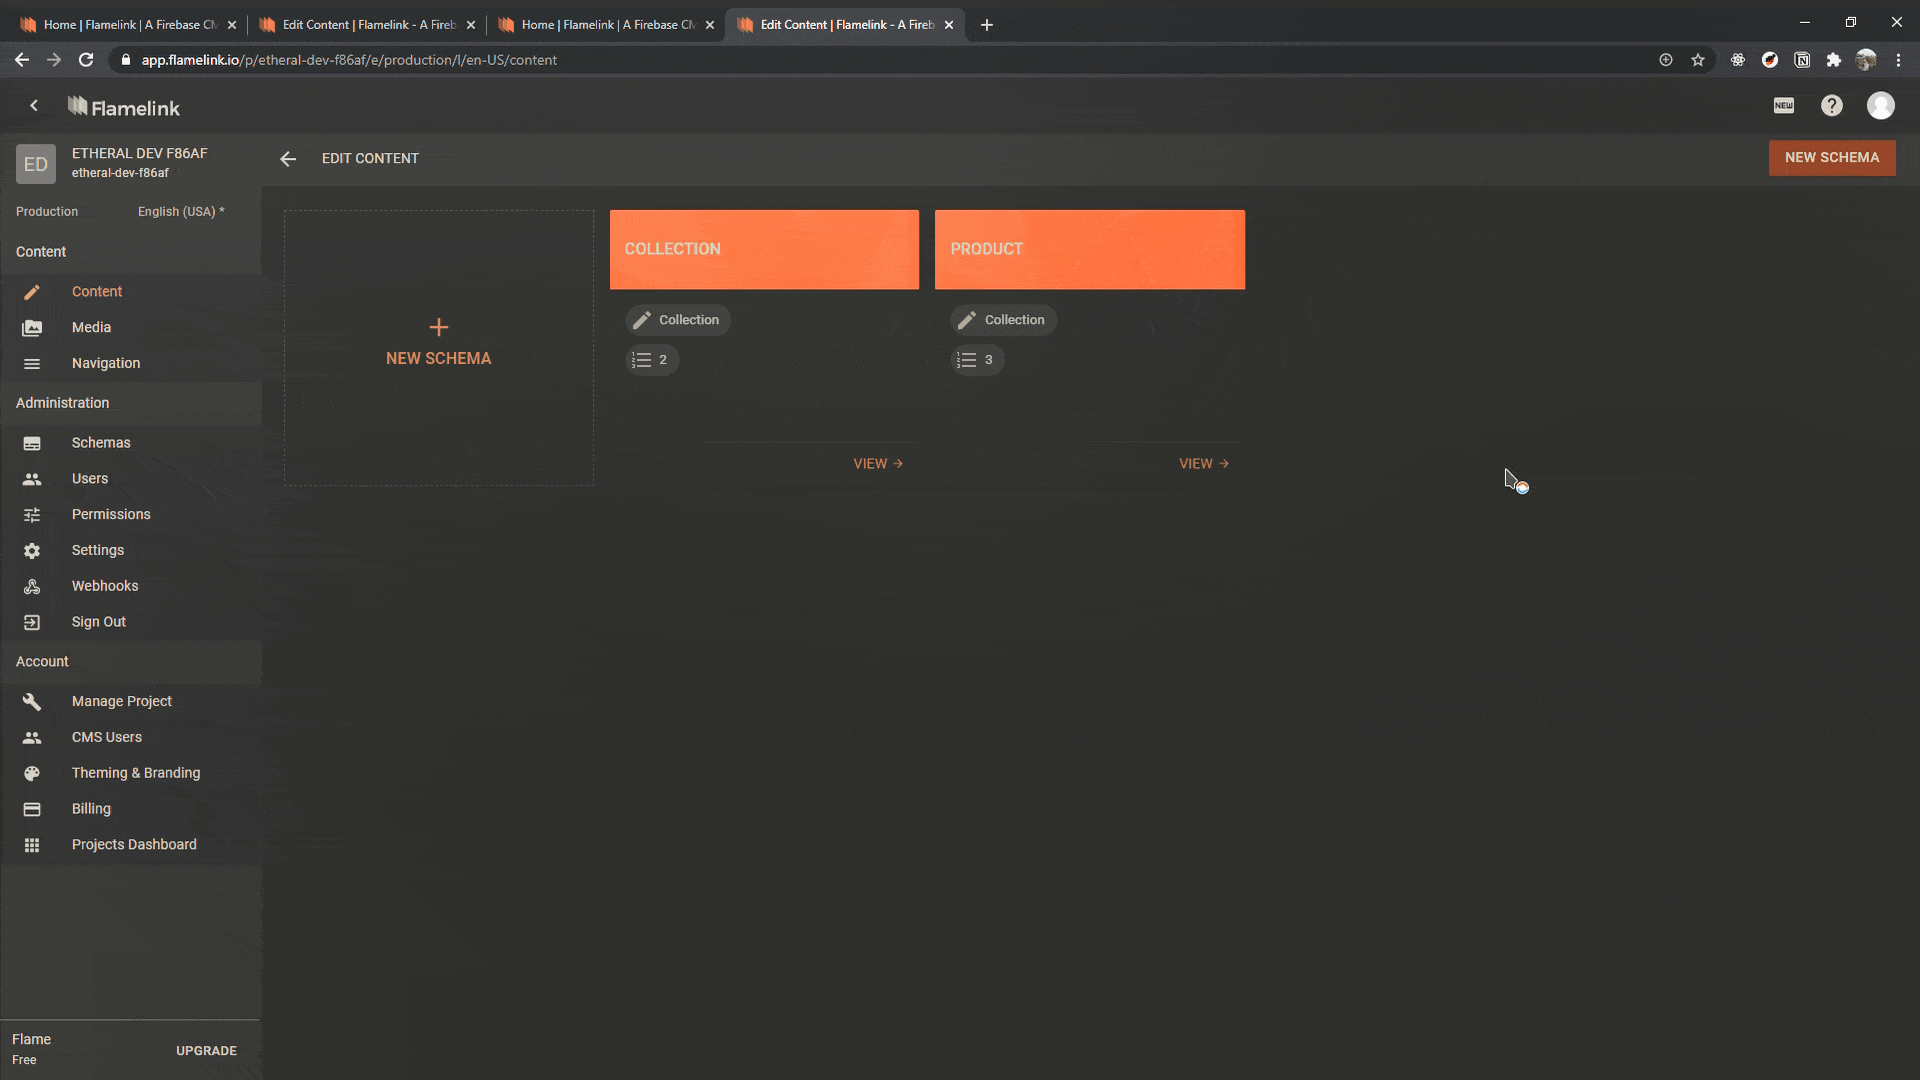 Home | Flamelink | A Firebase CM
Edit Content | Flamelink - A Fireb
Home | Flamelink | A Firebase CM
Edit Content | Flamelink - A Fireb
app.flamelink.io/p/etheral-dev-f86af/e/production/l/en-US/content
Flamelink
NEW
?
ED
ETHERAL DEV F86AF
etheral-dev-f86af
EDIT CONTENT
NEW SCHEMA
Production
English (USA) *
Content
Content
Media
Navigation
Administration
Schemas
Users
Permissions
Settings
Webhooks
Sign Out
Account
Manage Project
CMS Users
Theming & Branding
Billing
Projects Dashboard
Flame
Free
UPGRADE
NEW SCHEMA
COLLECTION
Collection
2
VIEW
PRODUCT
Collection
3
VIEW